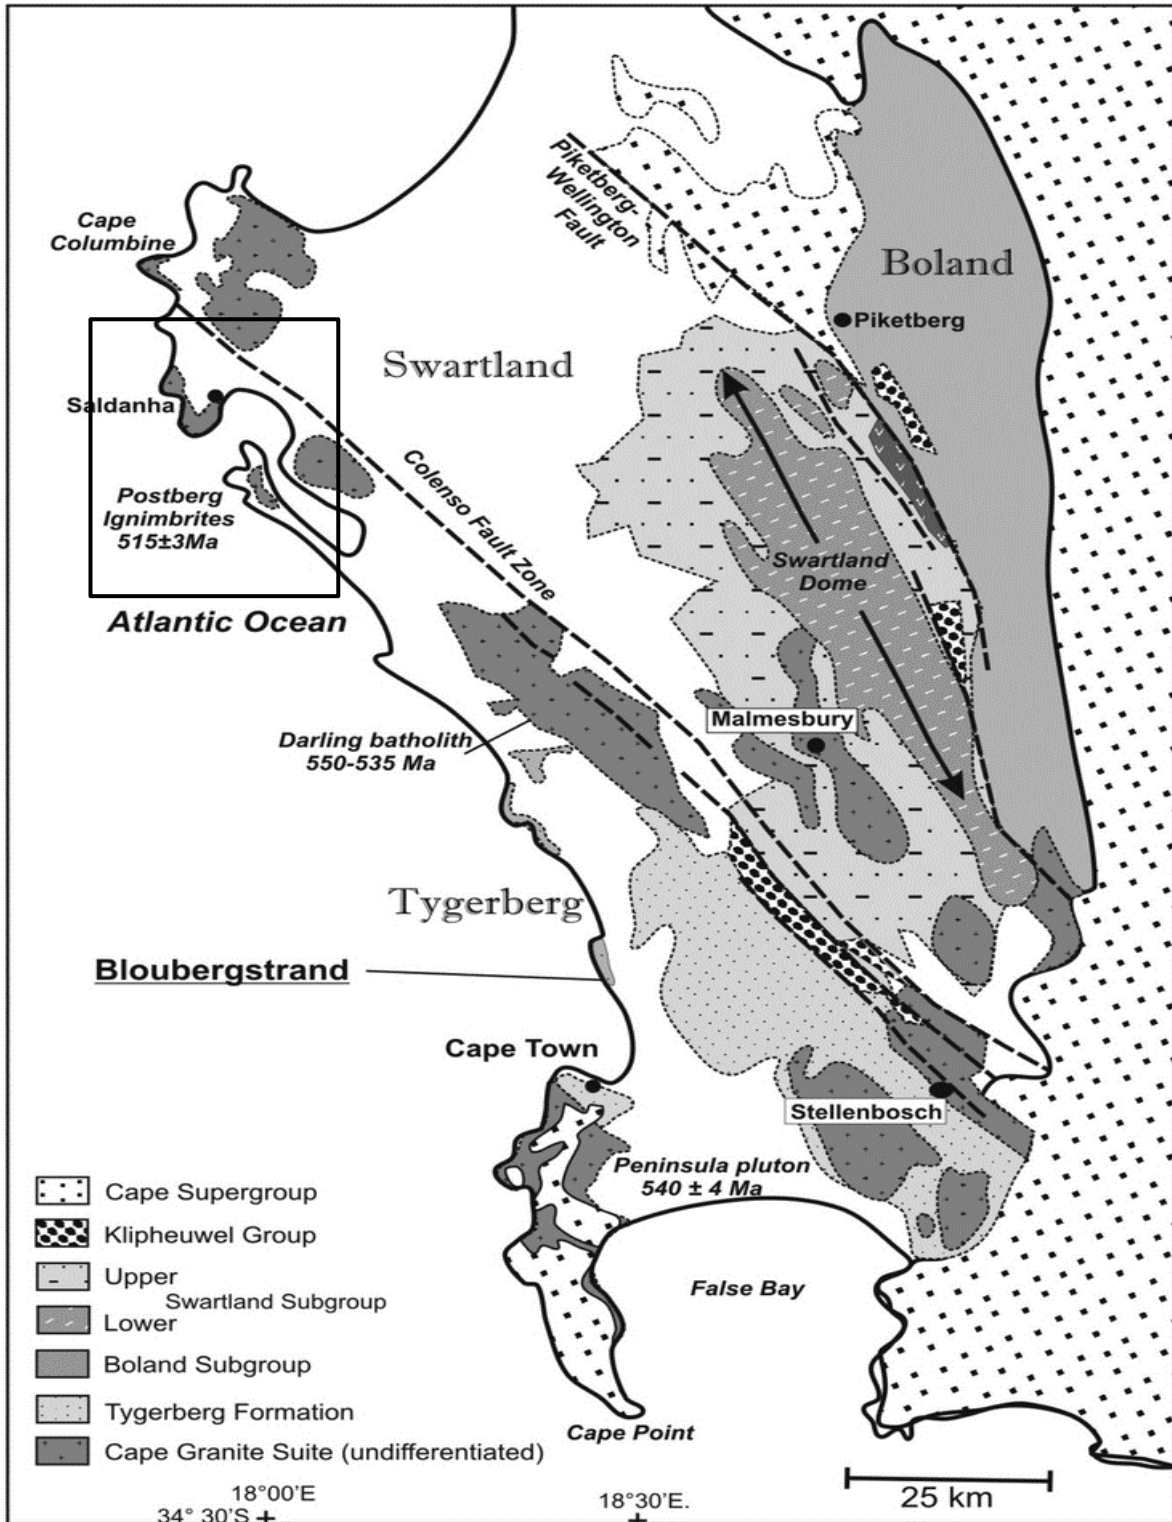 Piketberg-
Wellington
Fault
Cape
Columbine
Boland
Piketberg
Swartland
Saldanha
Colenso Fault Zone
Postberg
Ignimbrites
515±3Ma
Swartland
Dome
Atlantic Ocean
Malmesbury
Darling batholith
550-535 Ma
Tygerberg
Bloubergstrand
Cape Town
Stellenbosch
Peninsula pluton
540 ± 4 Ma
False Bay
Cape Point
Cape Supergroup
Klipheuwel Group
Upper
Swartland Subgroup
Lower
Boland Subgroup
Tygerberg Formation
Cape Granite Suite (undifferentiated)
18°00'E
34° 30'S
18°30'E.
25 km